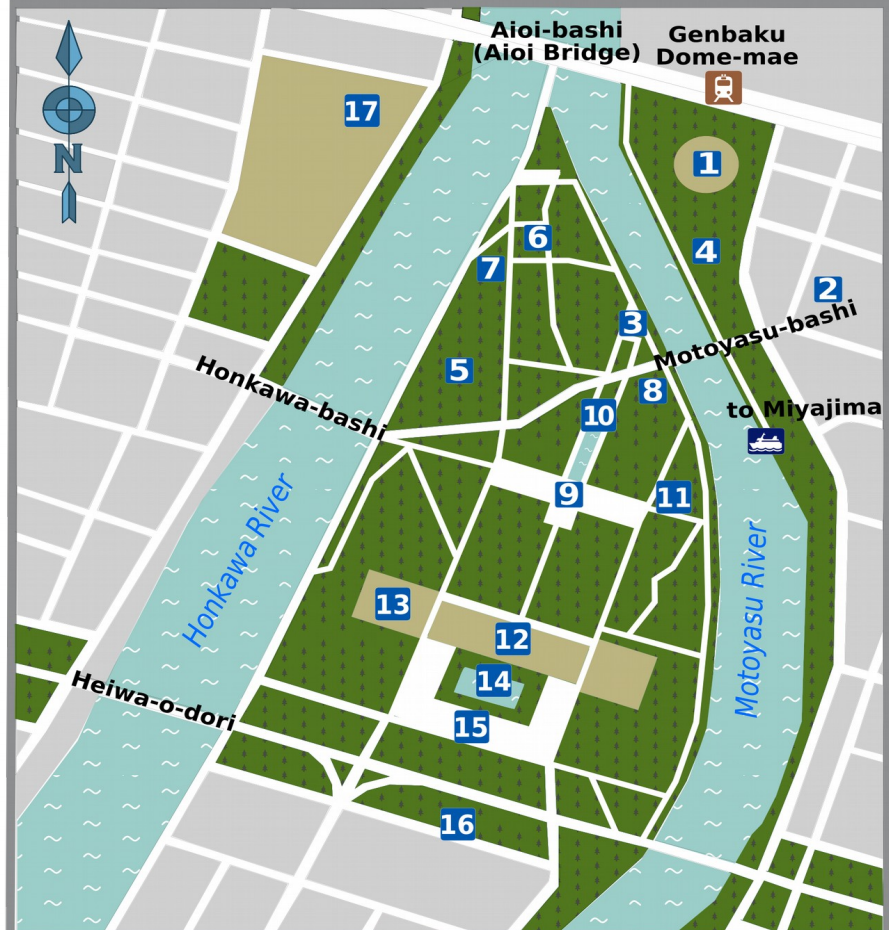 Aioi-bashi
(Aioi Bridge)
Genbaku
Dome-mae
17
N
1
6
4
7
2
3
Motoyasu-bashi
5
8
Honkawa-bashi
10
to Miyajima
9
11
Honkawa River
Motoyasu River
13
12
14
Heiwa-o-dori
15
16